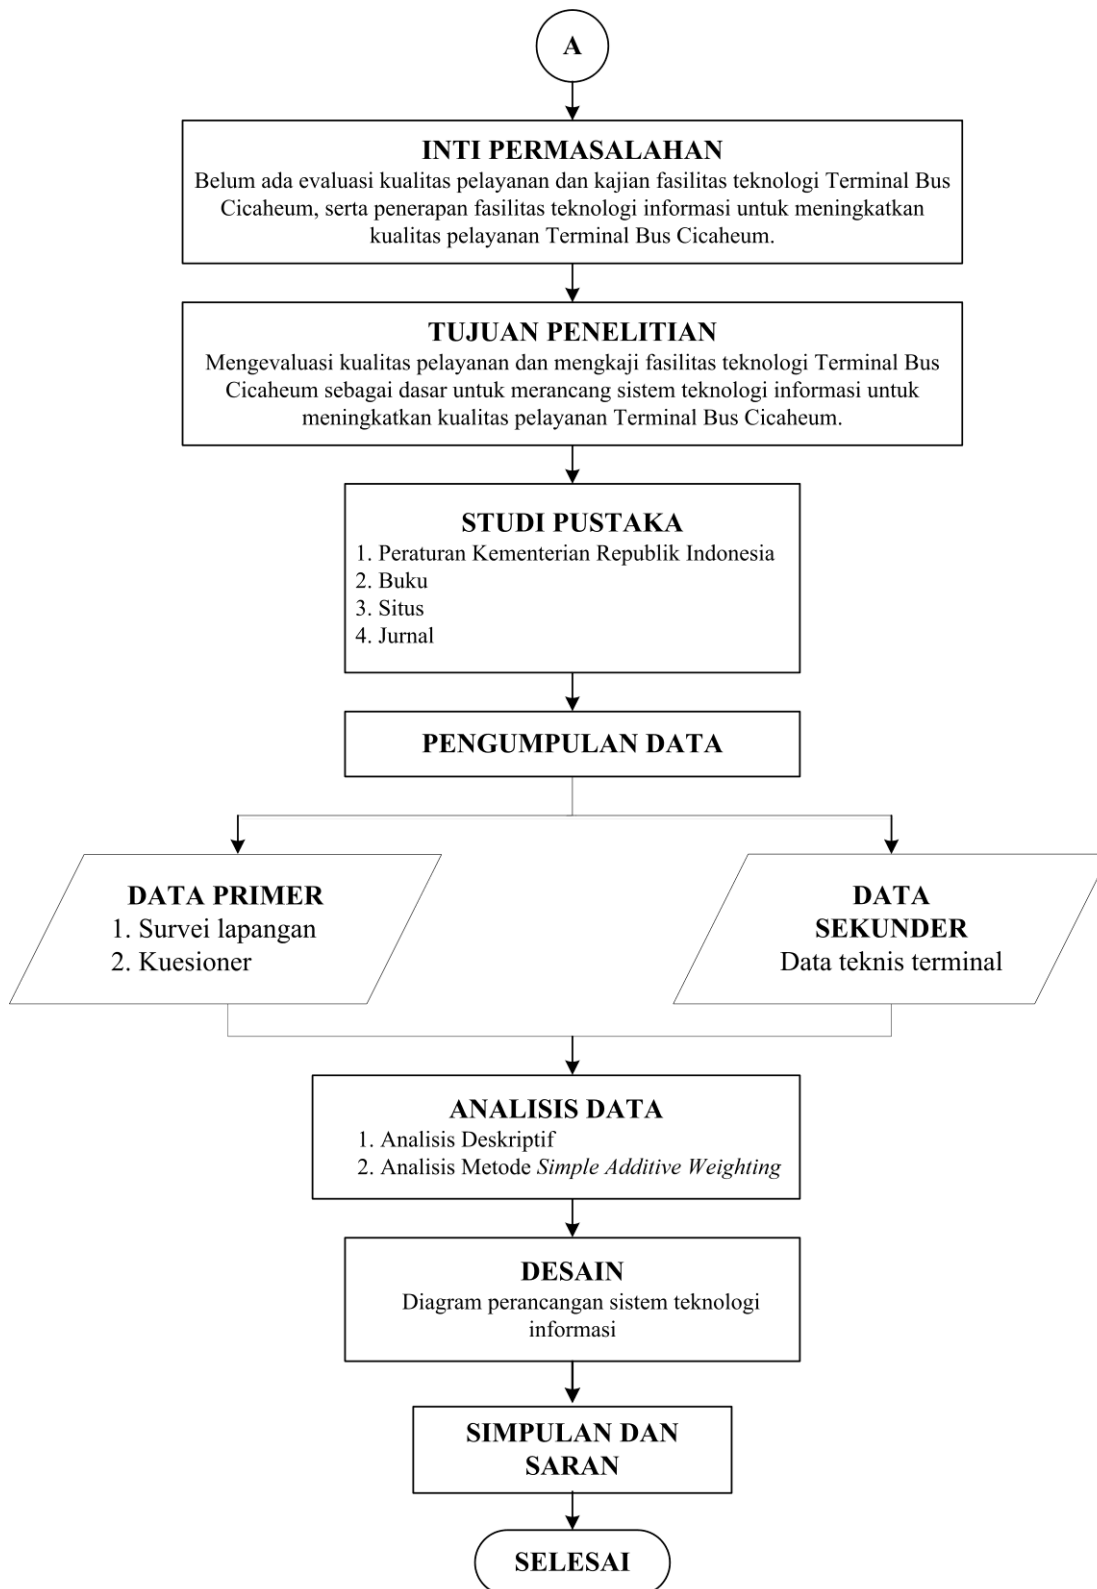 A
INTI PERMASALAHAN
Belum ada evaluasi kualitas pelayanan dan kajian fasilitas teknologi Terminal Bus
Cicaheum, serta penerapan fasilitas teknologi informasi untuk meningkatkan
kualitas pelayanan Terminal Bus Cicaheum.
TUJUAN PENELITIAN
Mengevaluasi kualitas pelayanan dan mengkaji fasilitas teknologi Terminal Bus
Cicaheum sebagai dasar untuk merancang sistem teknologi informasi untuk
meningkatkan kualitas pelayanan Terminal Bus Cicaheum.
STUDI PUSTAKA
1. Peraturan Kementerian Republik Indonesia
2. Buku
3. Situs
4. Jurnal
PENGUMPULAN DATA
DATA PRIMER
1. Survei lapangan
2. Kuesioner
DATA
SEKUNDER
Data teknis terminal
ANALISIS DATA
1. Analisis Deskriptif
2. Analisis Metode Simple Additive Weighting
DESAIN
Diagram perancangan sistem teknologi
informasi
SIMPULAN DAN
SARAN
SELESAI